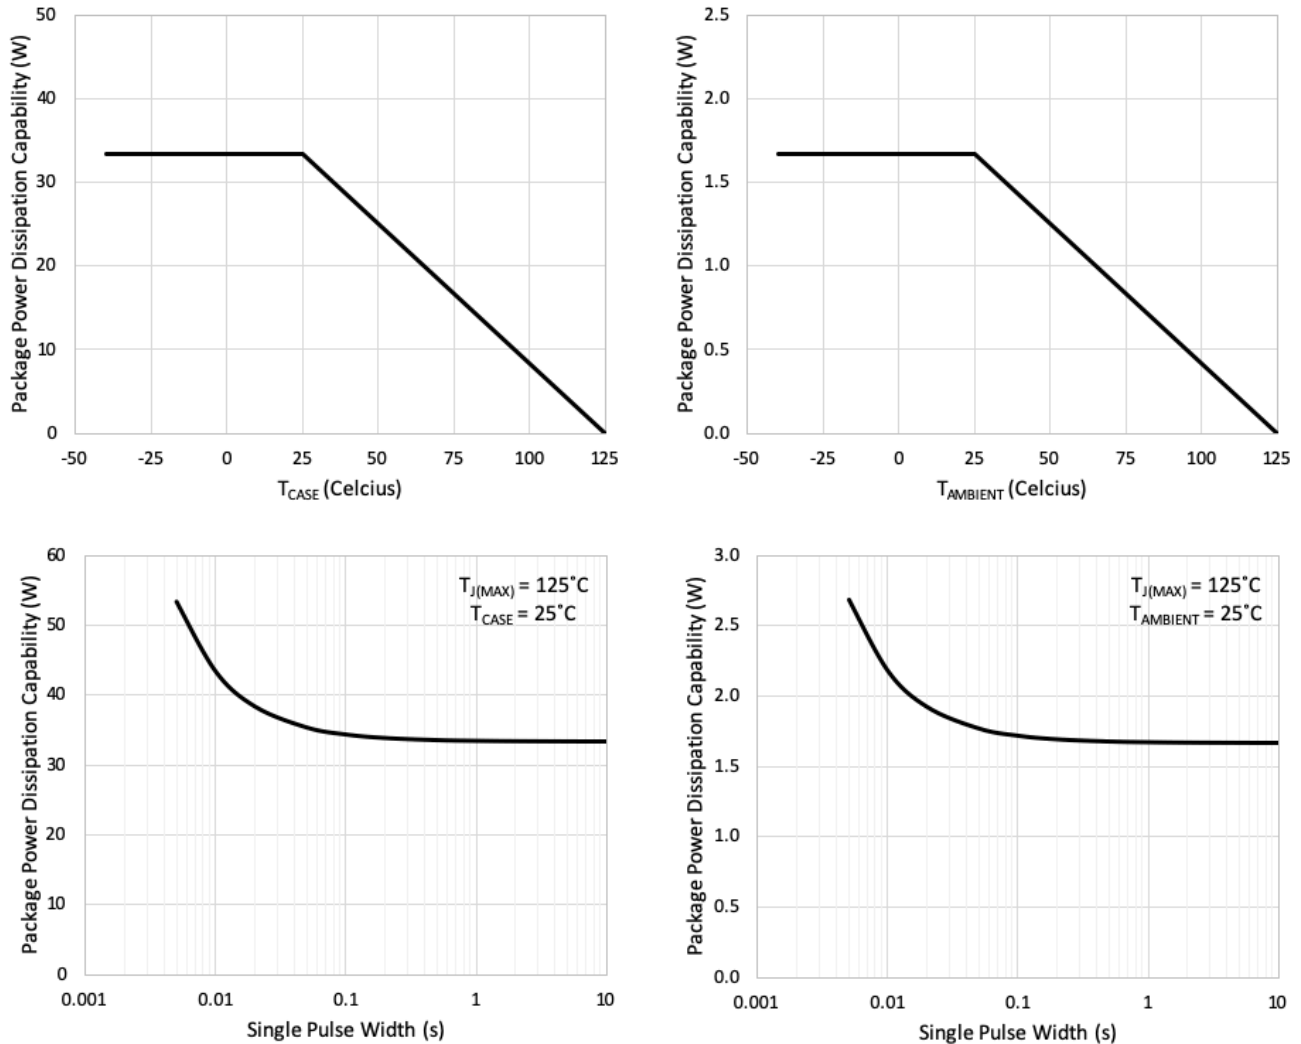 Package Power Dissipation Capability (W)
50
40
30
20
10
0
-50 -25 0 25 50 75 100 125
TCASE (Celcius)
Package Power Dissipation Capability (W)
2.5
2.0
1.5
1.0
0.5
0.0
-50 -25 0 25 50 75 100 125
TAMBIENT (Celcius)
Package Power Dissipation Capability (W)
60
50
40
30
20
10
0
TJ(MAX) = 125˚C
TCASE = 25˚C
0.001 0.01 0.1 1 10
Single Pulse Width (s)
Package Power Dissipation Capability (W)
3.0
2.5
2.0
1.5
1.0
0.5
0.0
TJ(MAX) = 125˚C
TAMBIENT = 25˚C
0.001 0.01 0.1 1 10
Single Pulse Width (s)